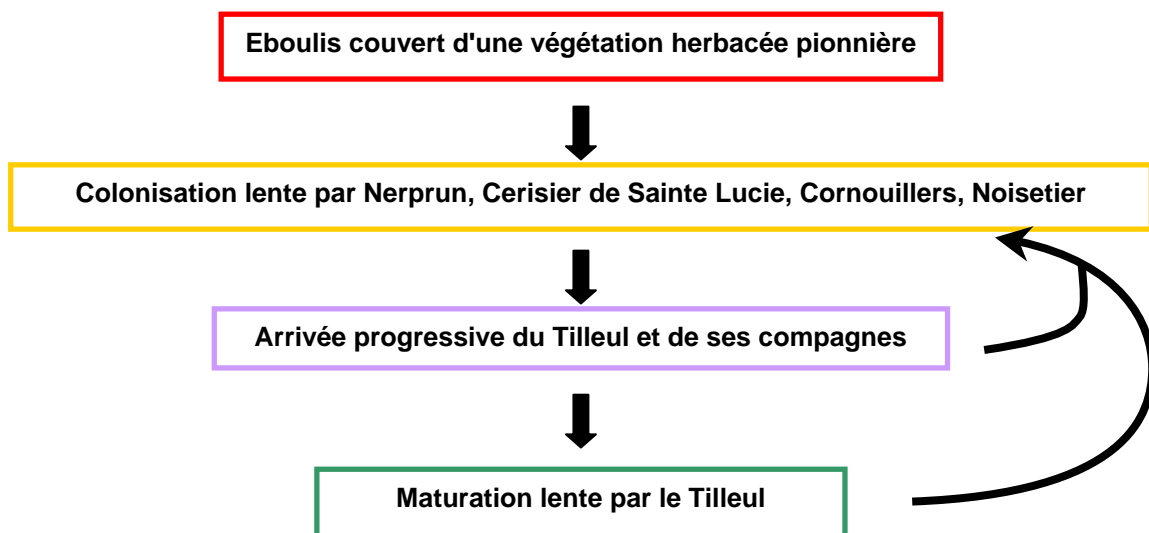 Eboulis couvert d'une végétation herbacée pionnière
Colonisation lente par Nerprun, Cerisier de Sainte Lucie, Cornouillers, Noisetier
Arrivée progressive du Tilleul et de ses compagnes
Maturation lente par le Tilleul